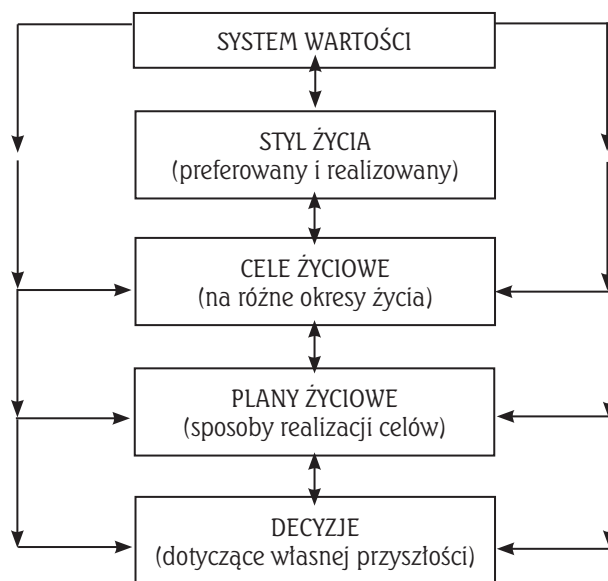 SYSTEM WARTOŚCI
STYL ŻYCIA
(preferowany i realizowany)
CELE ŻYCIOWE
(na różne okresy życia)
PLANY ŻYCIOWE
(sposoby realizacji celów)
DECYZJE
(dotyczące własnej przyszłości)